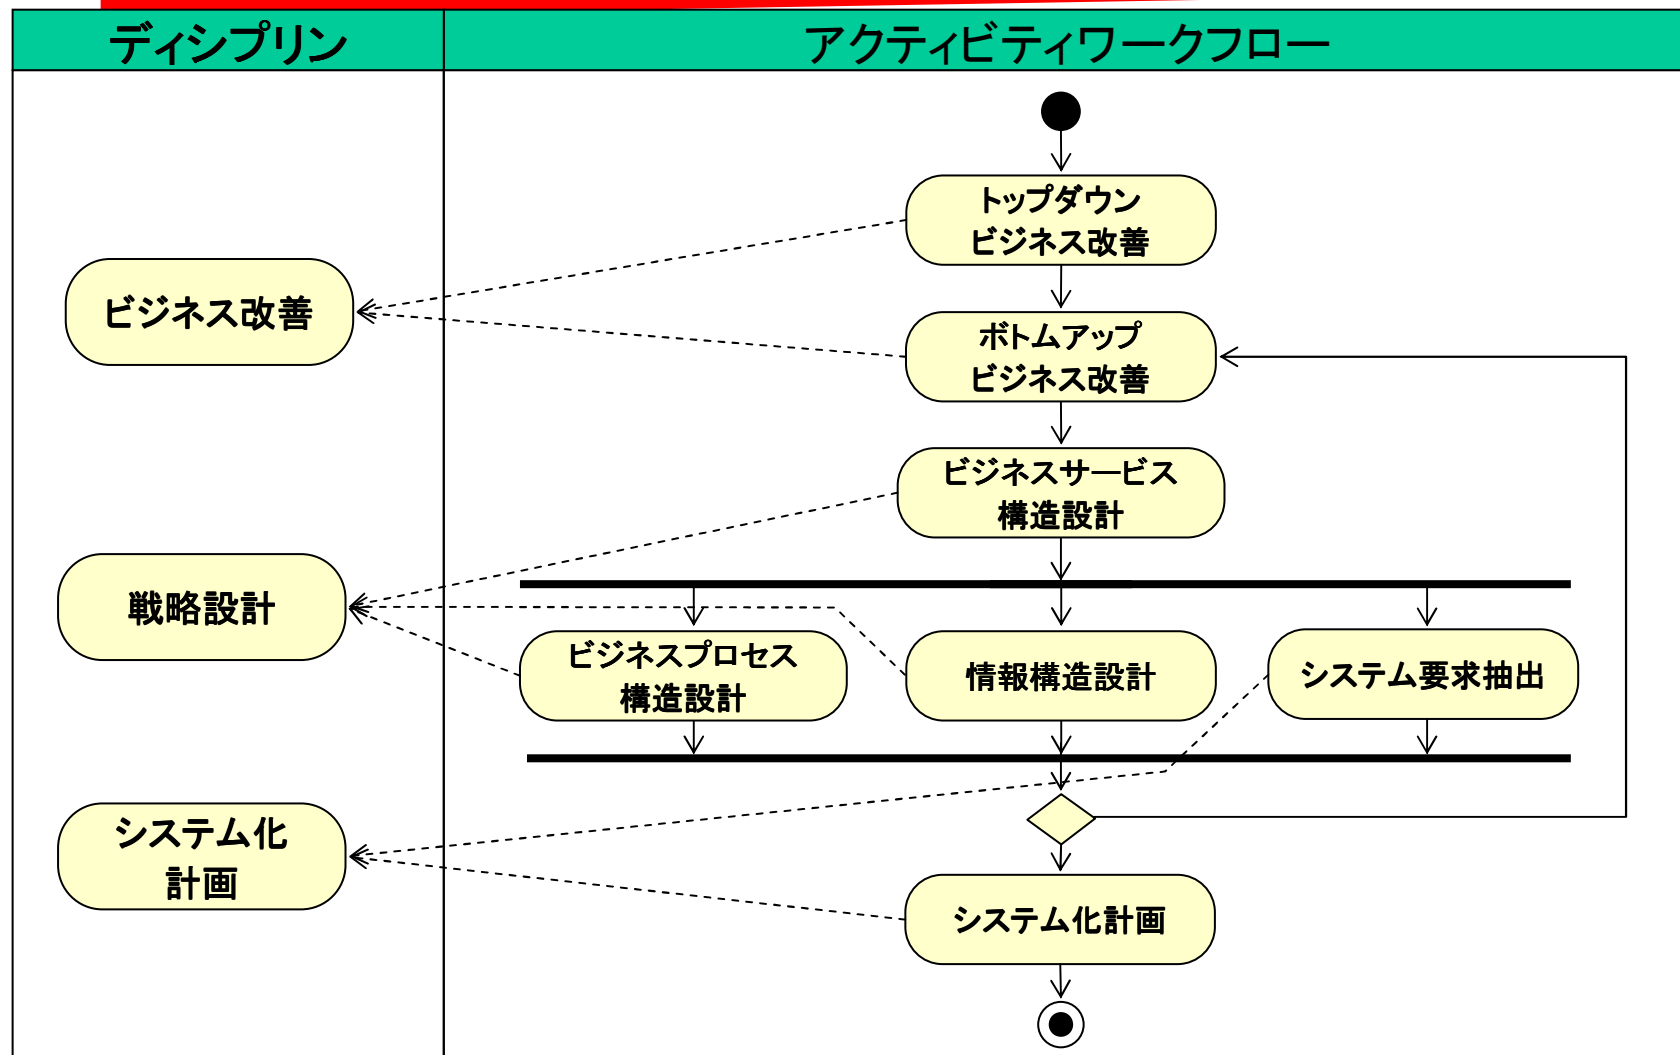 ディシプリン
アクティビティワークフロー
トップダウン
ビジネス改善
ビジネス改善
ボトムアップ
ビジネス改善
ビジネスサービス
構造設計
戦略設計
ビジネスプロセス
構造設計
情報構造設計
システム要求抽出
システム化
計画
システム化計画